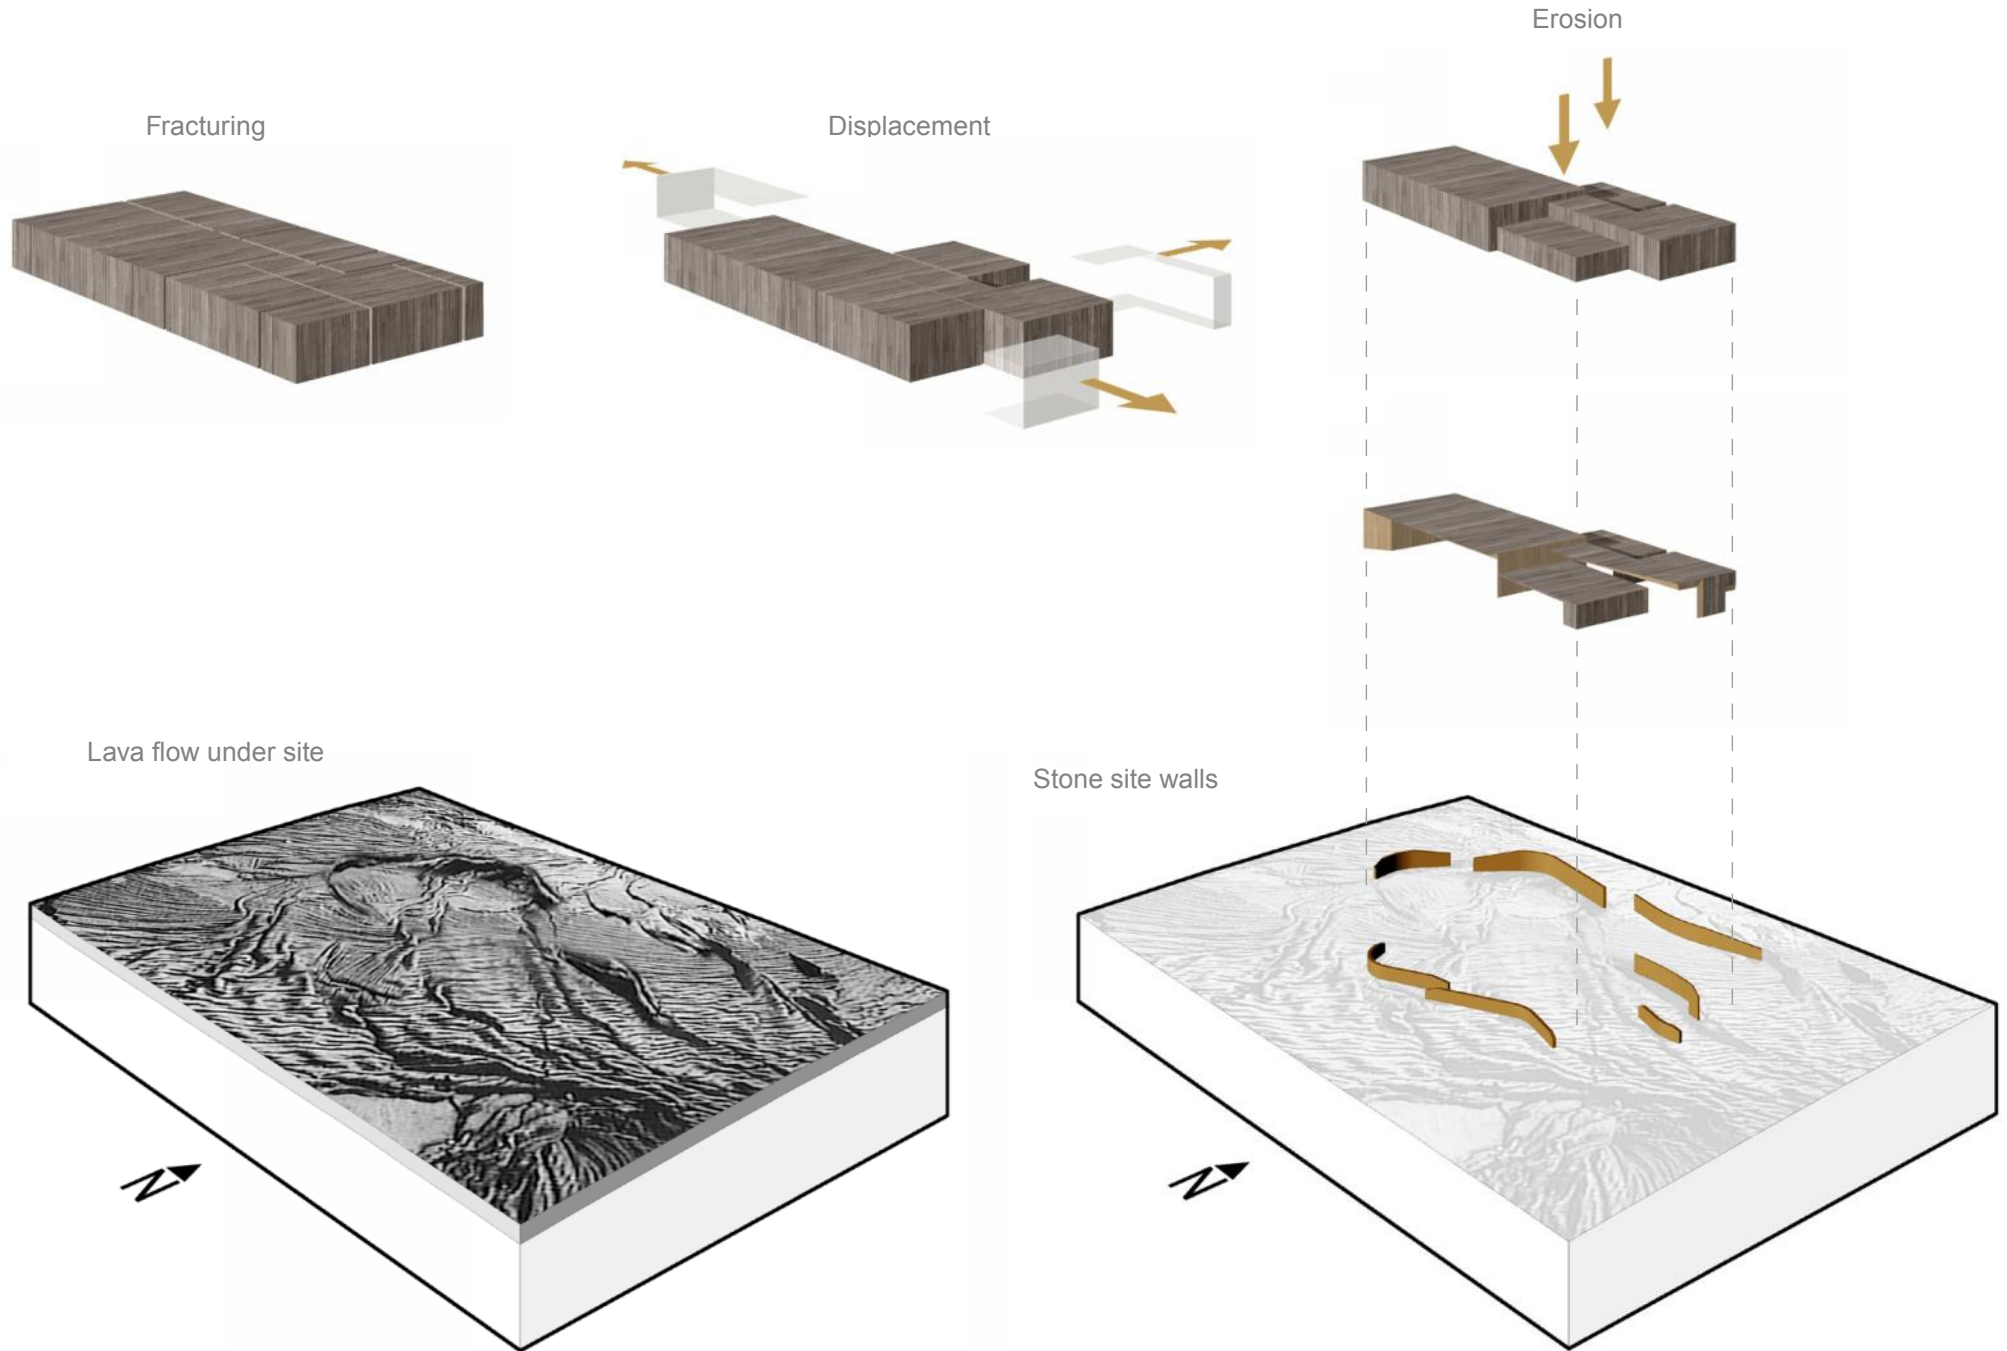 Erosion
Fracturing
Displacement
Lava flow under site
Stone site walls
N
N